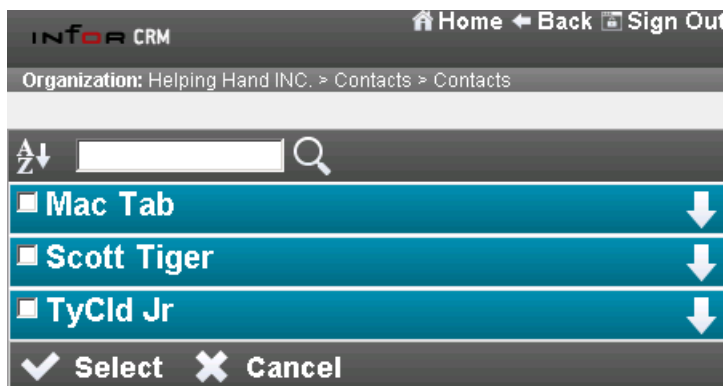 Home Back Sign Out
infor CRM
Organization: Helping Hand INC. > Contacts > Contacts
A
Z
Mac Tab
Scott Tiger
TyCld Jr
Select Cancel